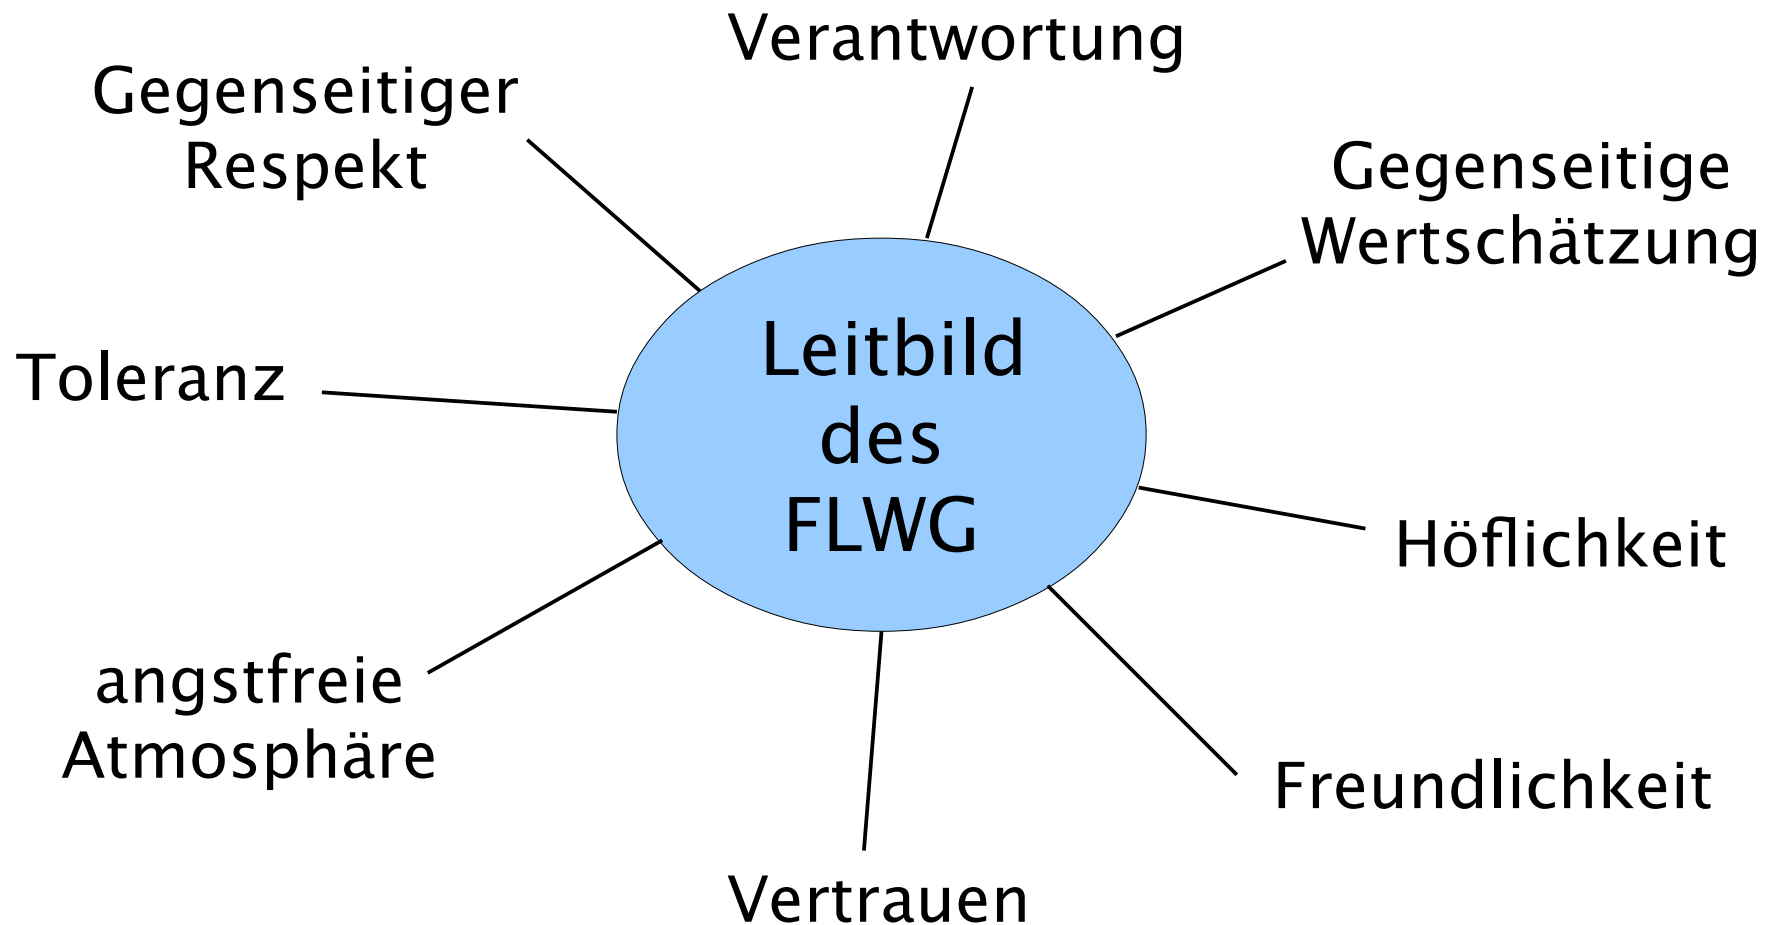 Verantwortung
Gegenseitiger
Respekt
Gegenseitige
Wertschätzung
Leitbild
des
FLWG
Toleranz
Höflichkeit
angstfreie
Atmosphäre
Freundlichkeit
Vertrauen